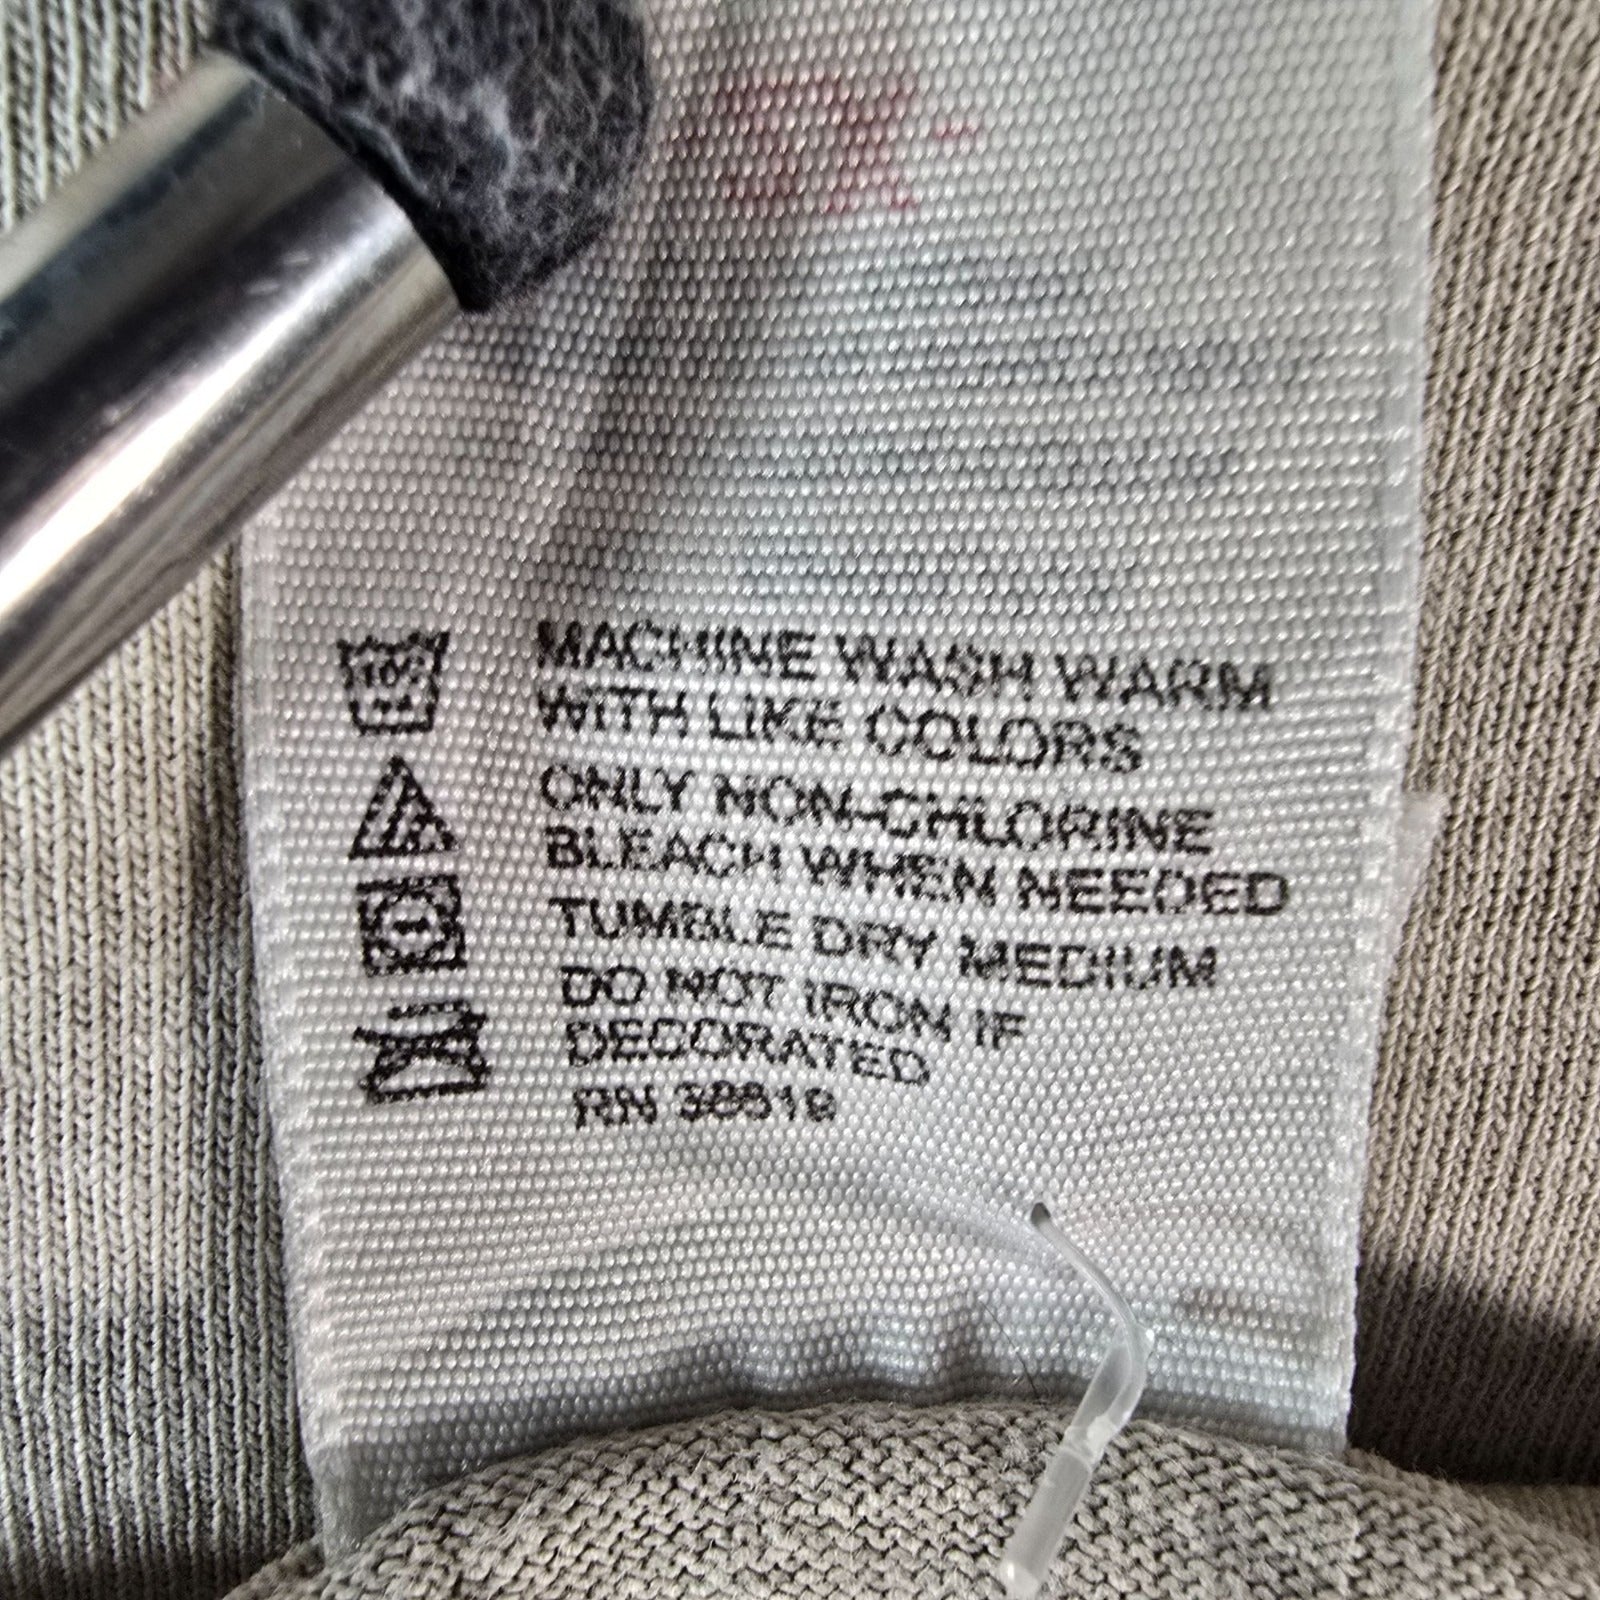 MACHINE WASH WARM
WITH LIKE COLORS
ONLY NON-CHLORINE
BLEACH WHEN NEEDED
TUMBLE DRY MEDIUM
DO NOT IRON IF
DECORATED
RN